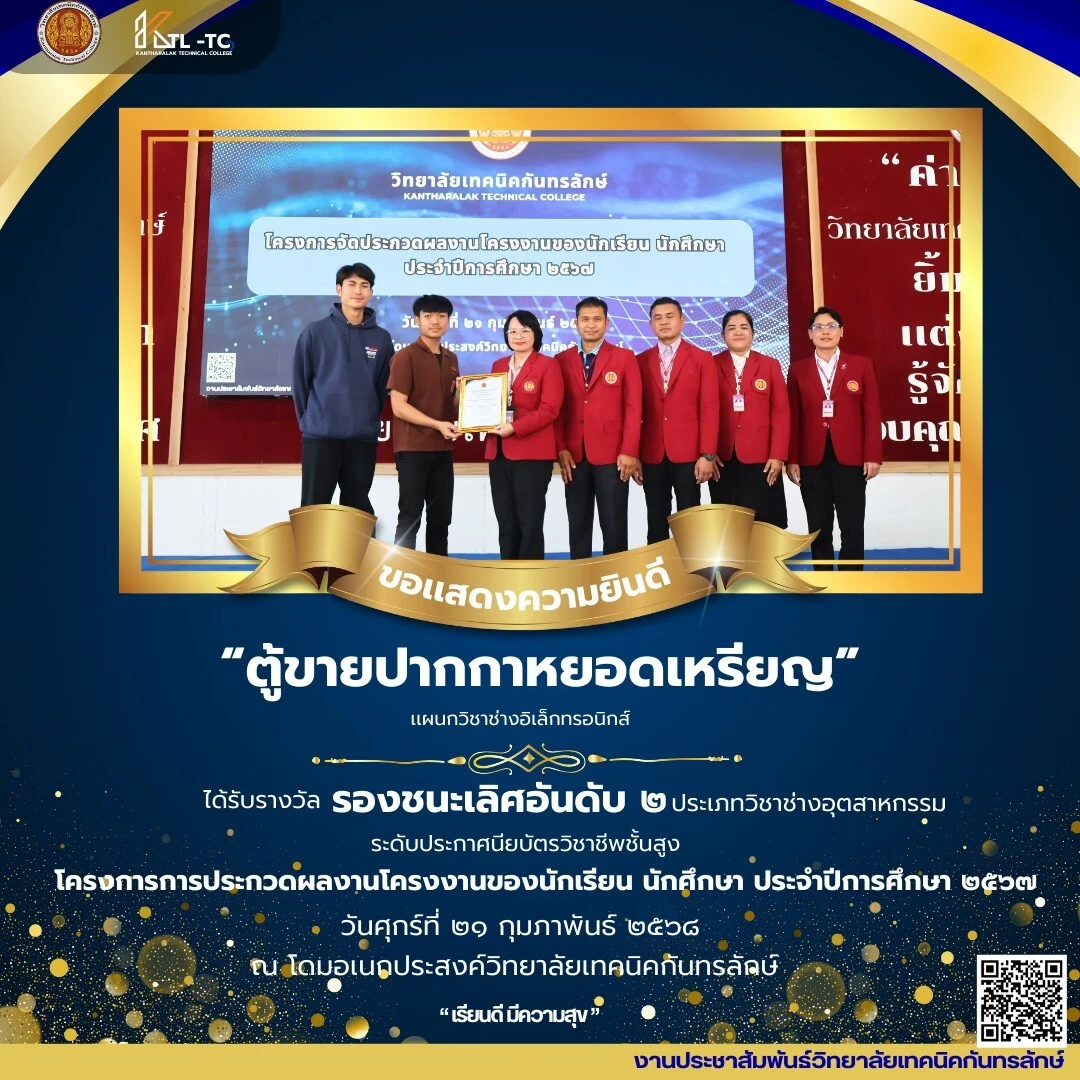 KTL -TC
KANTHARALAK TECHNICAL COLLEGE
วิทยาลัยเทคนิคกันทรลักษ์
KANTHARALAK TECHNICAL COLLEGE
โครงการจัดประกวดผลงานโครงงานของนักเรียน นักศึกษา
ประจำปีการศึกษา ๒๕๖๗
ที่ ๒๑
งานประชาสัมพันธ์วิทยาลัยเทค
“ค่า
วิทยาลัยเท
ยิ้ม
แต่ง
รู้จั
อบคุณ
ขอแสดงความยินดี
“ตู้ขายปากกาหยอดเหรียญ“
แผนกวิชาช่างอิเล็กทรอนิกส์
ได้รับรางวัล รองชนะเลิศอันดับ ๒ ประเภทวิชาช่างอุตสาหกรรม
ระดับประกาศนียบัตรวิชาชีพชั้นสูง
โครงการการประกวดผลงานโครงงานของนักเรียน นักศึกษา ประจำปีการศึกษา ๒๕๖๗
วันศุกร์ที่ ๒๑ กุมภาพันธ์ ๒๕๖๘
ณ โดมอเนกประสงค์วิทยาลัยเทคนิคกันทรลักษ์
“ เรียนดี มีความสุข ”
งานประชาสัมพันธ์วิทยาลัยเทคนิคกันทรลักษ์